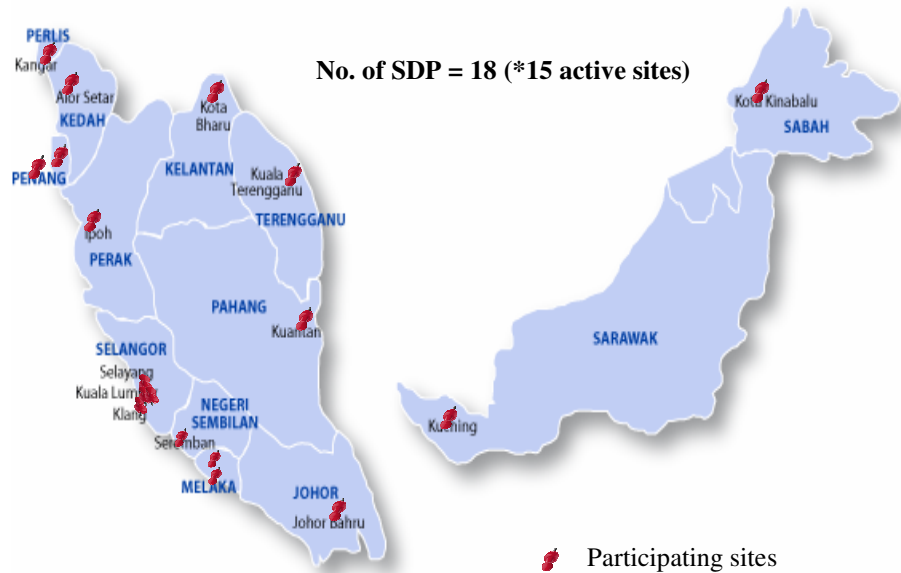 PERLIS
Kangar
No. of SDP = 18 (*15 active sites)
Alor Setar
KEDAH
Kota
Bharu
Kota Kinabalu
SABAH
PENANG
KELANTAN
Kuala
Terengganu
TERENGGANU
Ipoh
PERAK
PAHANG
Kuantan
SARAWAK
SELANGOR
Selayang
Kuala Lumpur
Klang
NEGERI
SEMBILAN
Kuching
Seremban
MELAKA
JOHOR
Johor Bahru
Participating sites